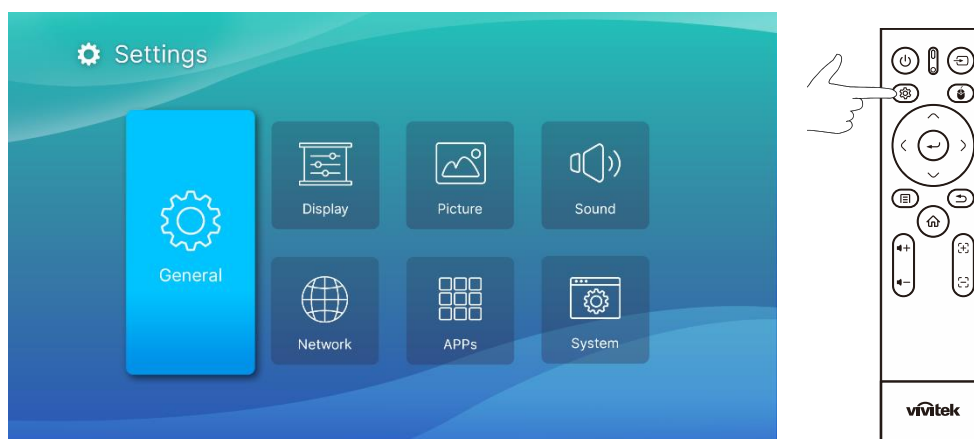 Settings
General
Display
Picture
Sound
Network
APPs
System
vivitek